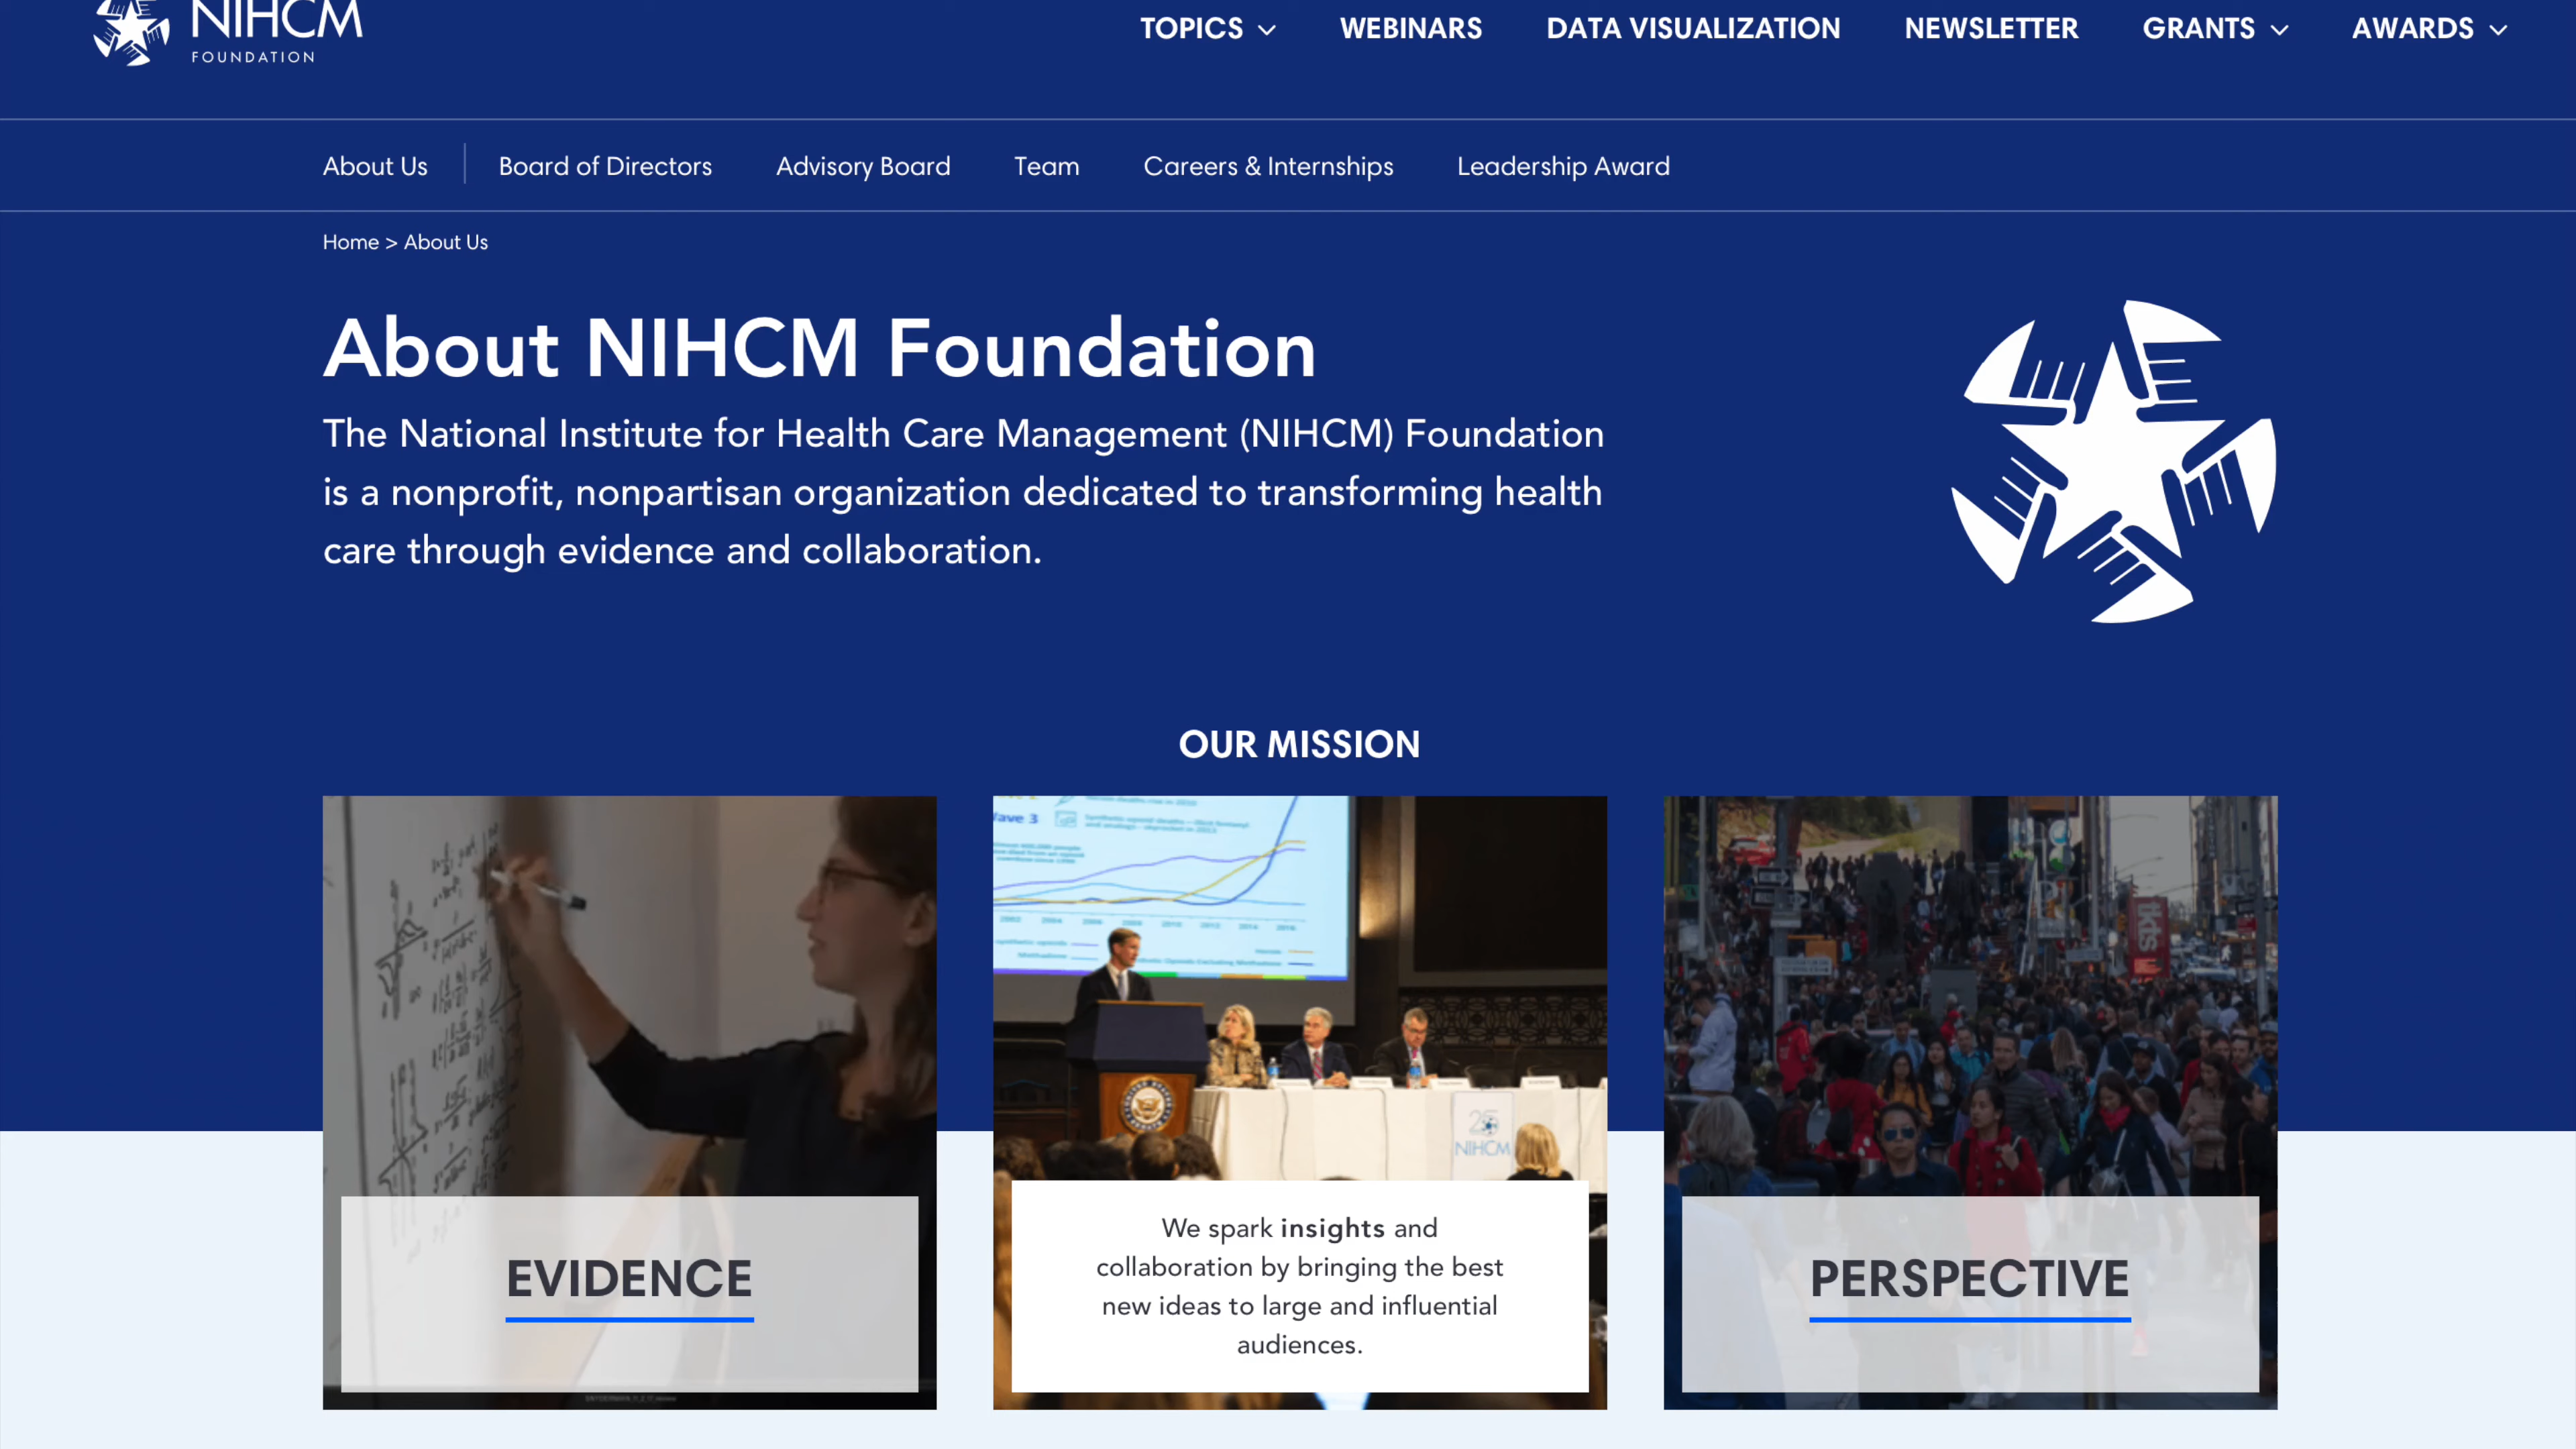 NIHCM
FOUNDATION
TOPICS
WEBINARS
DATA VISUALIZATION
NEWSLETTER
GRANTS
AWARDS
About Us
Board of Directors
Advisory Board
Team
Careers & Internships
Leadership Award
Home > About Us
About NIHCM Foundation
The National Institute for Health Care Management (NIHCM) Foundation
is a nonprofit, nonpartisan organization dedicated to transforming health
care through evidence and collaboration.
OUR MISSION
EVIDENCE
25
NIHCM
We spark insights and
collaboration by bringing the best
new ideas to large and influential
audiences.
PERSPECTIVE